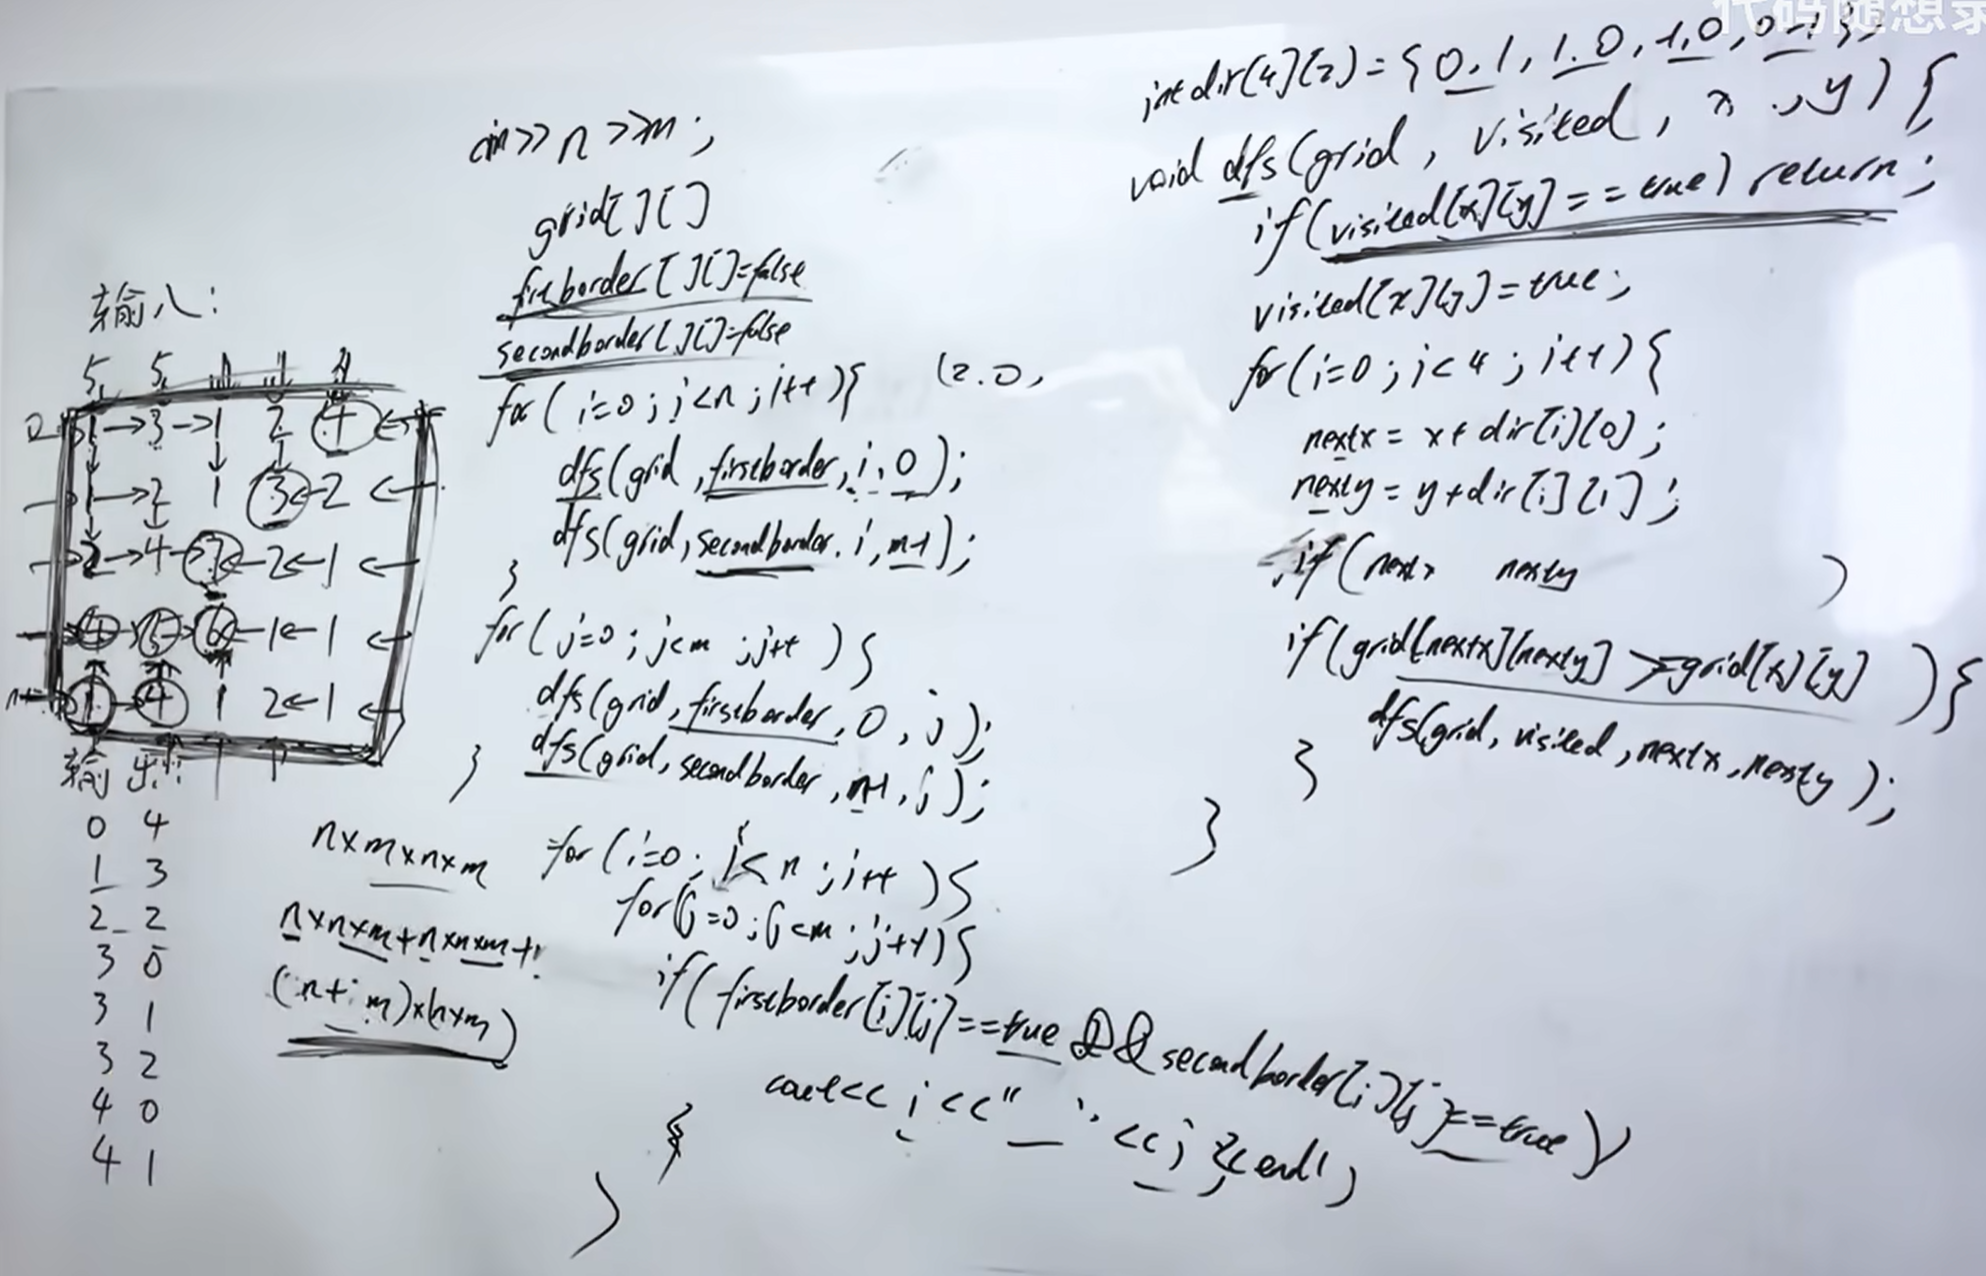 代码随想录
输入:
5 5
0 1 3 1 2 4
1 2 1 3 2
2 4 7 2 1
4 5 6 1 1
1 4 1 2 1
输出:
0 4
1 3
2 2
3 0
3 1
3 2
4 0
4 1
n×m×n×m
n×n×m+n×n×m+
(n+m)×(n×m)
cin>>n>>m;
grid[][]
firstborder[][]=false
secondborder[][]=false
for(i=0;i<n;i++){
(2.0,
dfs(grid,firstborder,i,0);
dfs(grid,secondborder,i,m-1);
}
for(j=0;j<m;j++){
dfs(grid,firstborder,0,j);
dfs(grid,secondborder,n-1,j);
}
for(i=0;i<n;i++){
for(j=0;j<m;j++){
if(firstborder[i][j]==true && secondborder[i][j]==true)
cout<<i<<" "<<j<<endl;
}
}
int dir[4][2]={0,1,1,0,-1,0,0,-1};
void dfs(grid,visited,x,y){
if(visited[x][y]==true) return;
visited[x][y]=true;
for(i=0;i<4;i++){
nextx=x+dir[i][0];
nexty=y+dir[i][1];
if(nextx nexty )
if(grid[nextx][nexty]>=grid[x][y]){
dfs(grid,visited,nextx,nexty);
}
}